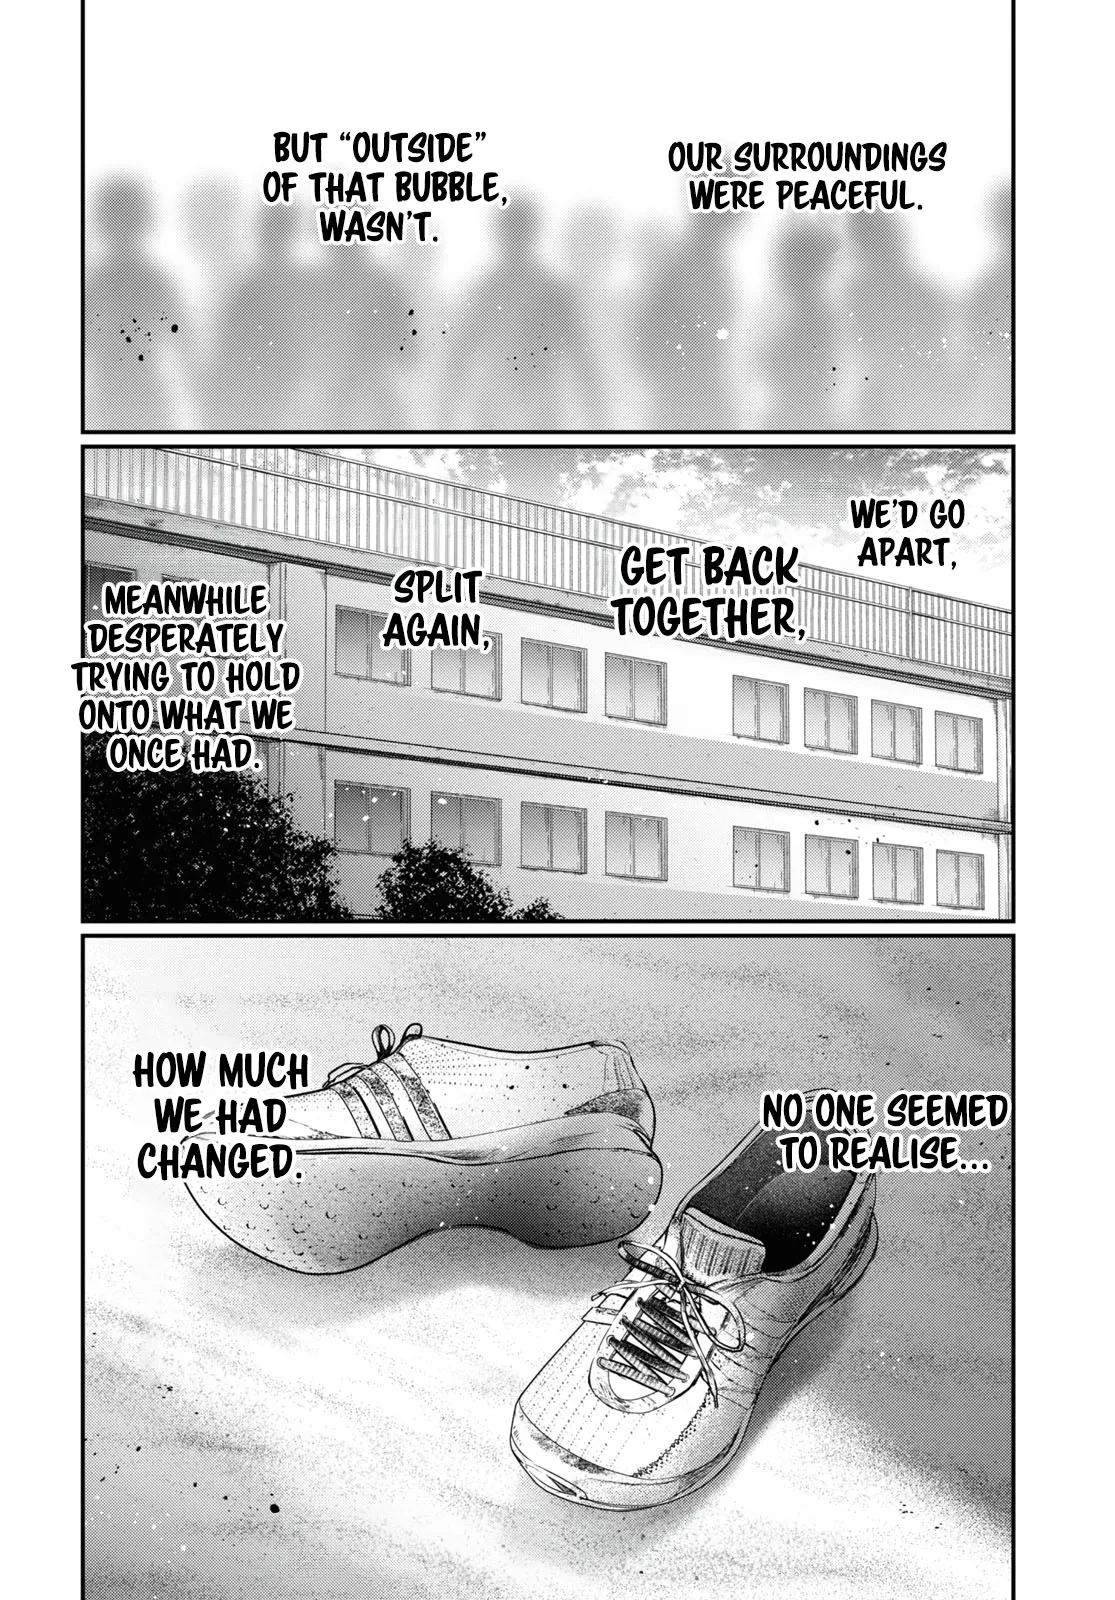 OUR SURROUNDINGS
WERE PEACEFUL.
BUT “OUTSIDE”
OF THAT BUBBLE,
WASN'T.
WE'D GO
APART,
GET BACK
TOGETHER,
SPLIT
AGAIN,
MEANWHILE
DESPERATELY
TRYING TO HOLD
ONTO WHAT WE
ONCE HAD.
NO ONE SEEMED
TO REALISE...
HOW MUCH
WE HAD
CHANGED.